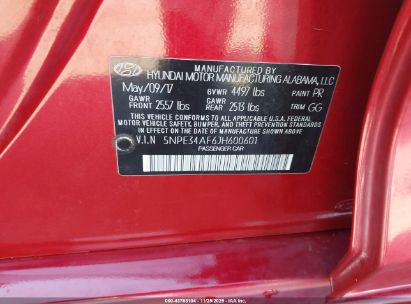 HYUNDAI MOTOR MANUFACTURING ALABAMA, LLC
MANUFACTURED BY
May/09/17 GVWR 4497 lbs PAINT PR
GAWR FRONT 2557 lbs GAWR REAR 2513 lbs TRIM GG
THIS VEHICLE CONFORMS TO ALL APPLICABLE
FEDERAL MOTOR VEHICLE SAFETY, BUMPER,
AND THEFT PREVENTION STANDARDS IN EFFECT
ON THE DATE OF MANUFACTURE SHOWN ABOVE.
V.I.N 5NPE34AF6JH600601
PASSENGER CAR